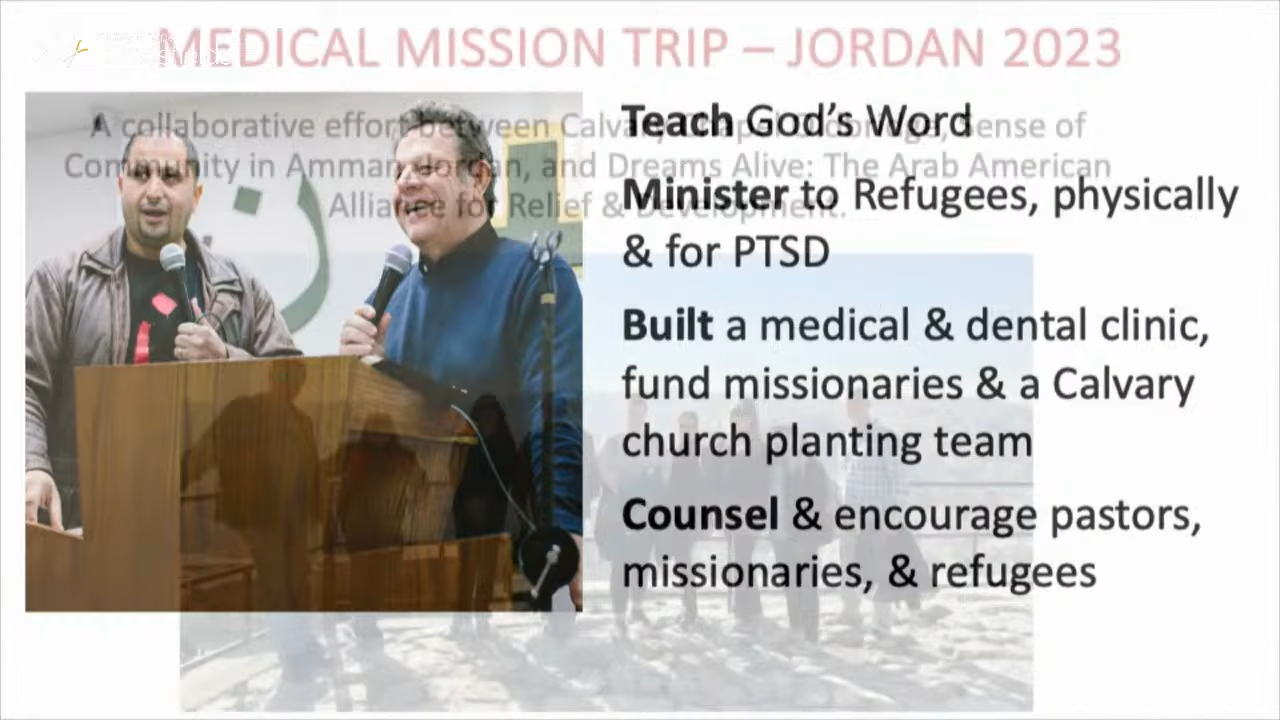 MEDICAL MISSION TRIP – JORDAN 2023
A collaborative effort between Calvary Chapel, Sense of
Community in Amman, Jordan, and Dreams Alive: The Arab American
Alliance for Relief & Development.
Teach God's Word
Minister to Refugees, physically
& for PTSD
Built a medical & dental clinic,
fund missionaries & a Calvary
church planting team
Counsel & encourage pastors,
missionaries, & refugees